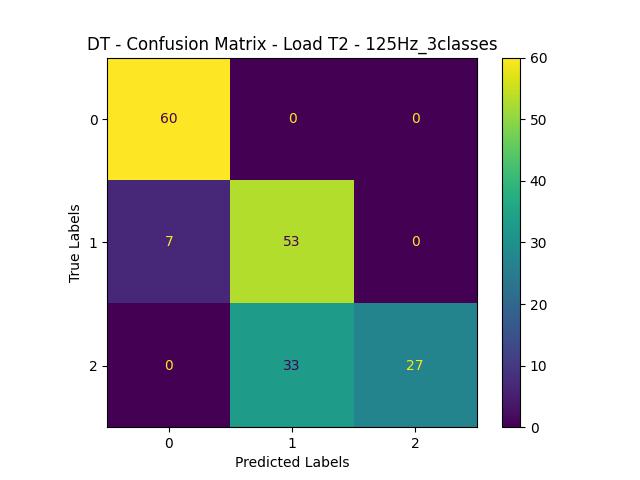 DT - Confusion Matrix - Load T2 - 125Hz_3classes
60
0
60 0 0
50
40
True Labels
1
7 53 0
30
20
2
0 33 27
10
0
0 1 2
Predicted Labels